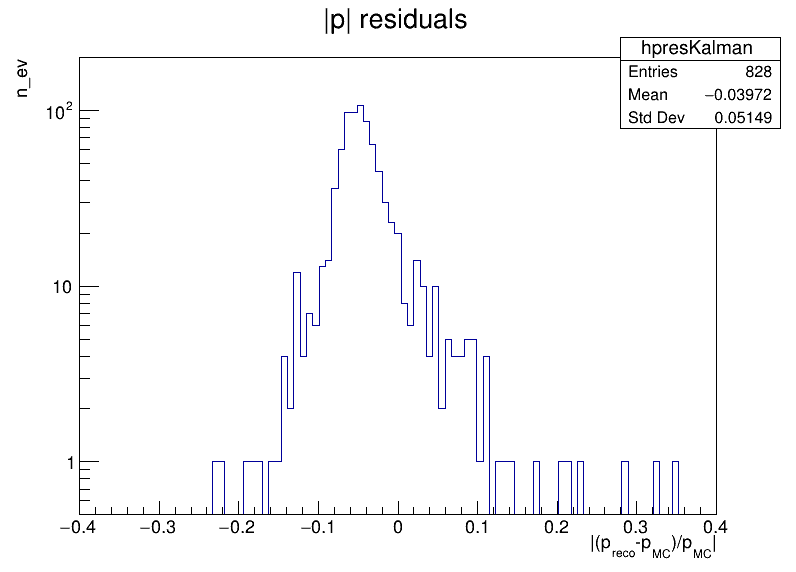 |p| residuals
n_ev
hpresKalman
Entries 828
Mean −0.03972
Std Dev 0.05149
10²
10
1
−0.4 −0.3 −0.2 −0.1 0 0.1 0.2 0.3 0.4
|(p_reco-p_MC)/p_MC|